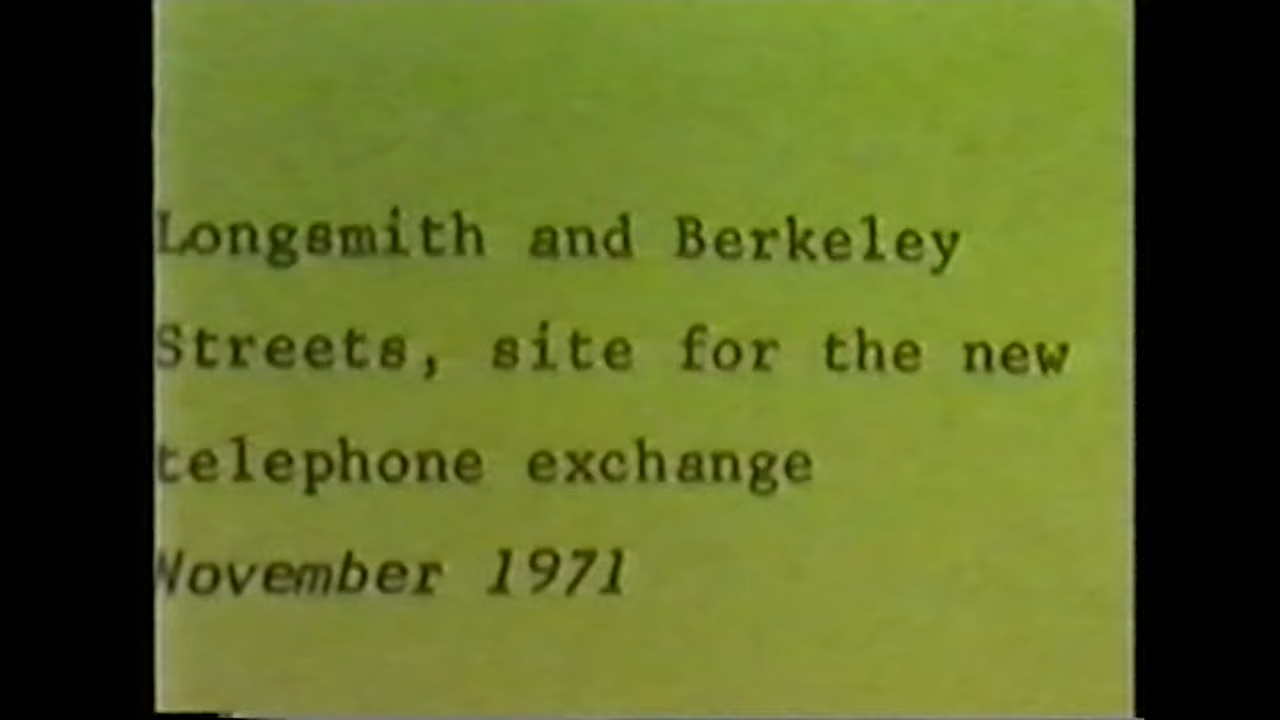 Longsmith and Berkeley
Streets, site for the new
telephone exchange
November 1971